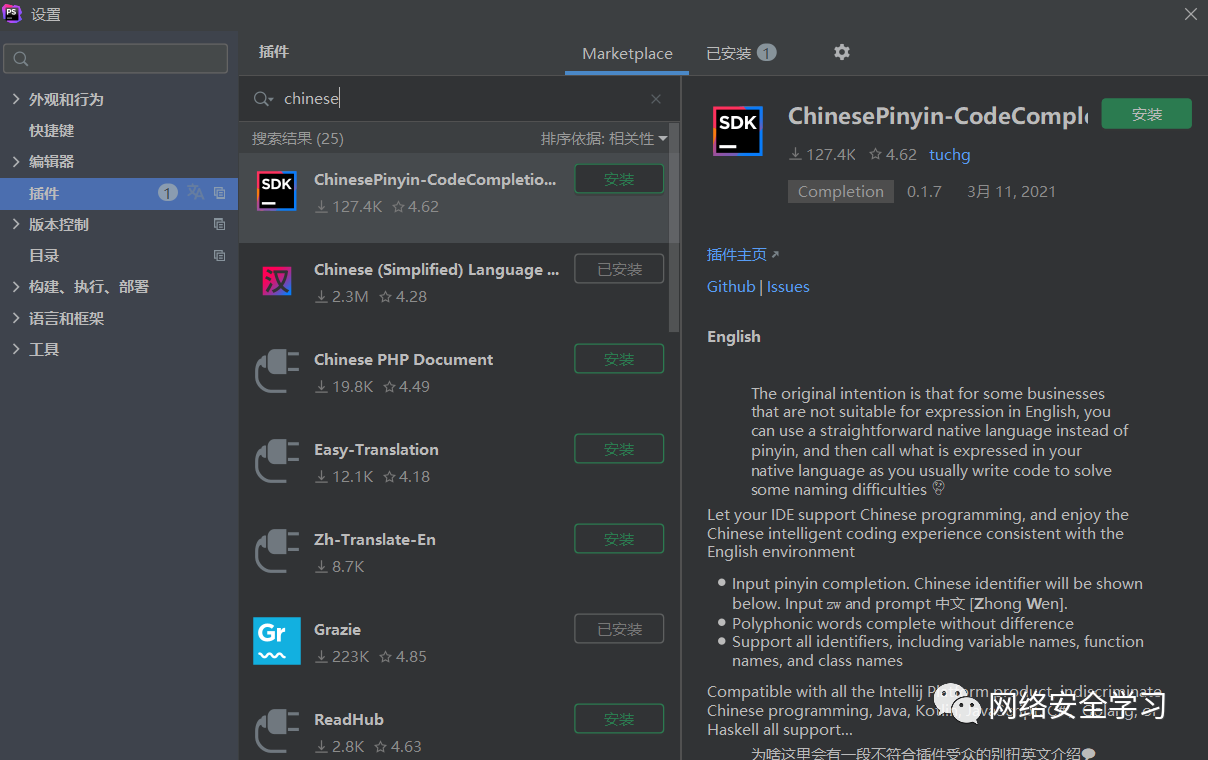 PS 设置
插件 Marketplace 已安装 1
外观和行为
快捷键
编辑器
插件 1
版本控制
目录
构建、执行、部署
语言和框架
工具
chinese
搜索结果 (25) 排序依据: 相关性
SDK
ChinesePinyin-CodeCompletio... 安装
127.4K 4.62
汉
Chinese (Simplified) Language ... 已安装
2.3M 4.28
Chinese PHP Document 安装
19.8K 4.49
Easy-Translation 安装
12.1K 4.18
Zh-Translate-En 安装
8.7K
Gr
Grazie 已安装
223K 4.85
ReadHub 安装
2.8K 4.63
SDK
ChinesePinyin-CodeComple 安装
127.4K 4.62 tuchg
Completion 0.1.7 3月 11, 2021
插件主页
Github | Issues
English
The original intention is that for some businesses
that are not suitable for expression in English, you
can use a straightforward native language instead of
pinyin, and then call what is expressed in your
native language as you usually write code to solve
some naming difficulties
Let your IDE support Chinese programming, and enjoy the
Chinese intelligent coding experience consistent with the
English environment
Input pinyin completion. Chinese identifier will be shown
below. Input zw and prompt 中文 [Zhong Wen].
Polyphonic words complete without difference
Support all identifiers, including variable names, function
names, and class names
Compatible with all the Intellij product, indiscriminate
Chinese programming, Java,
Haskell all support...
为啥这里会有一段不符合插件受众的别扭英文介绍
网络安全学习